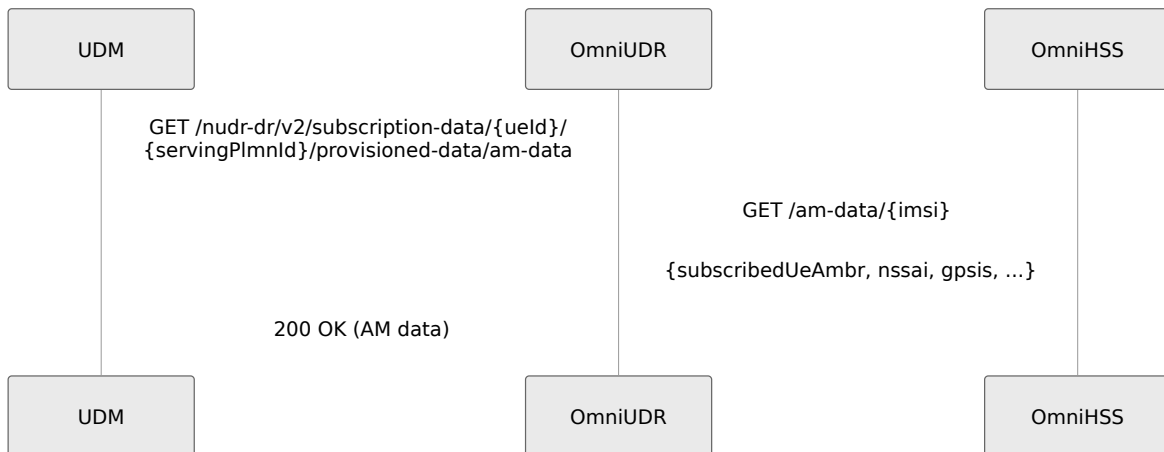 UDM
OmniUDR
OmniHSS
GET /nudr-dr/v2/subscription-data/{ueId}/
{servingPlmnId}/provisioned-data/am-data
GET /am-data/{imsi}
{subscribedUeAmbr, nssai, gpsis, ...}
200 OK (AM data)
UDM
OmniUDR
OmniHSS